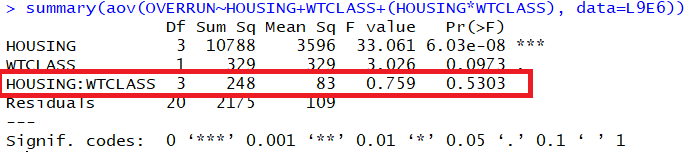 > summary(aov(OVERRUN~HOUSING+WTCLASS+(HOUSING*WTCLASS), data=L9E6))
Df Sum Sq Mean Sq F value Pr(>F)
HOUSING 3 10788 3596 33.061 6.03e-08 ***
WTCLASS 1 329 329 3.026 0.0973 .
HOUSING:WTCLASS 3 248 83 0.759 0.5303
Residuals 20 2175 109
---
Signif. codes: 0 ‘***’ 0.001 ‘**’ 0.01 ‘*’ 0.05 ‘.’ 0.1 ‘ ’ 1